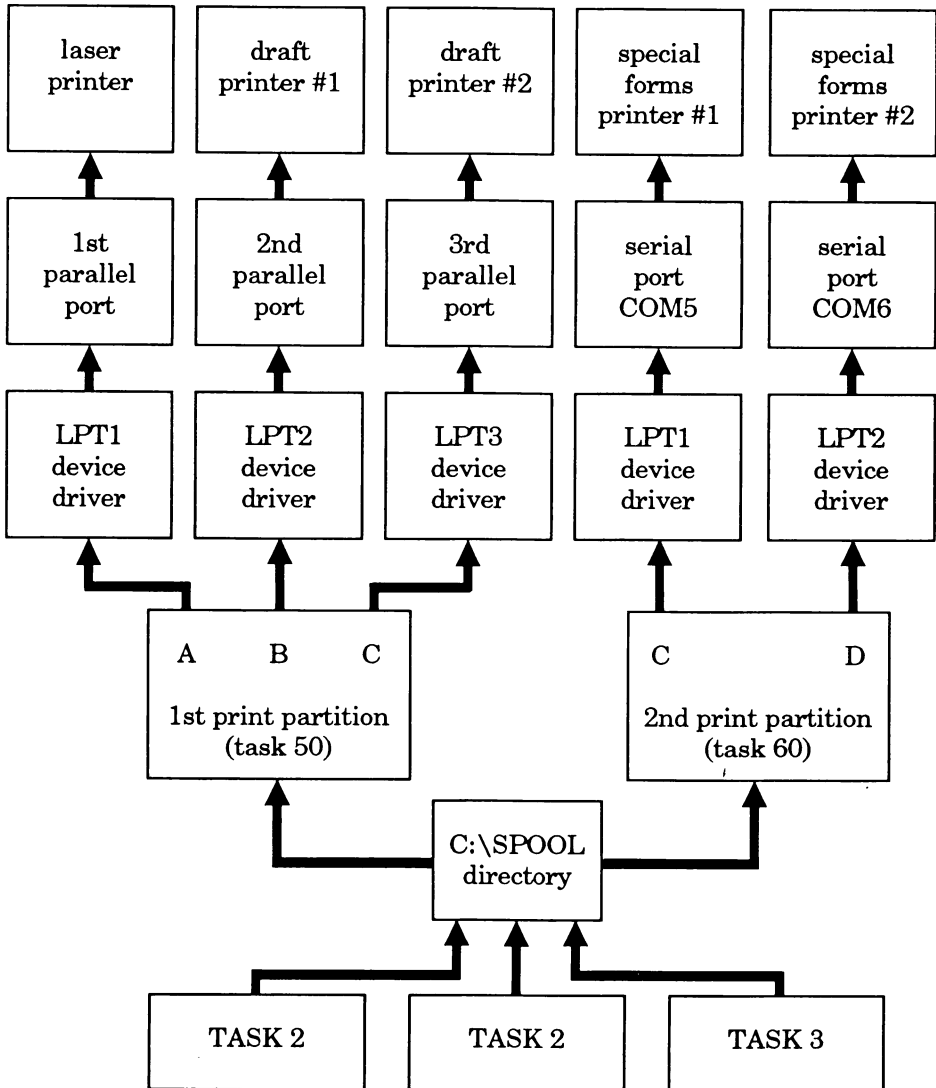 laser
printer
draft
printer #1
draft
printer #2
special
forms
printer #1
special
forms
printer #2
1st
parallel
port
2nd
parallel
port
3rd
parallel
port
serial
port
COM5
serial
port
COM6
LPT1
device
driver
LPT2
device
driver
LPT3
device
driver
LPT1
device
driver
LPT2
device
driver
A B C
1st print partition
(task 50)
C D
2nd print partition
(task 60)
C:\SPOOL
directory
TASK 2
TASK 2
TASK 3